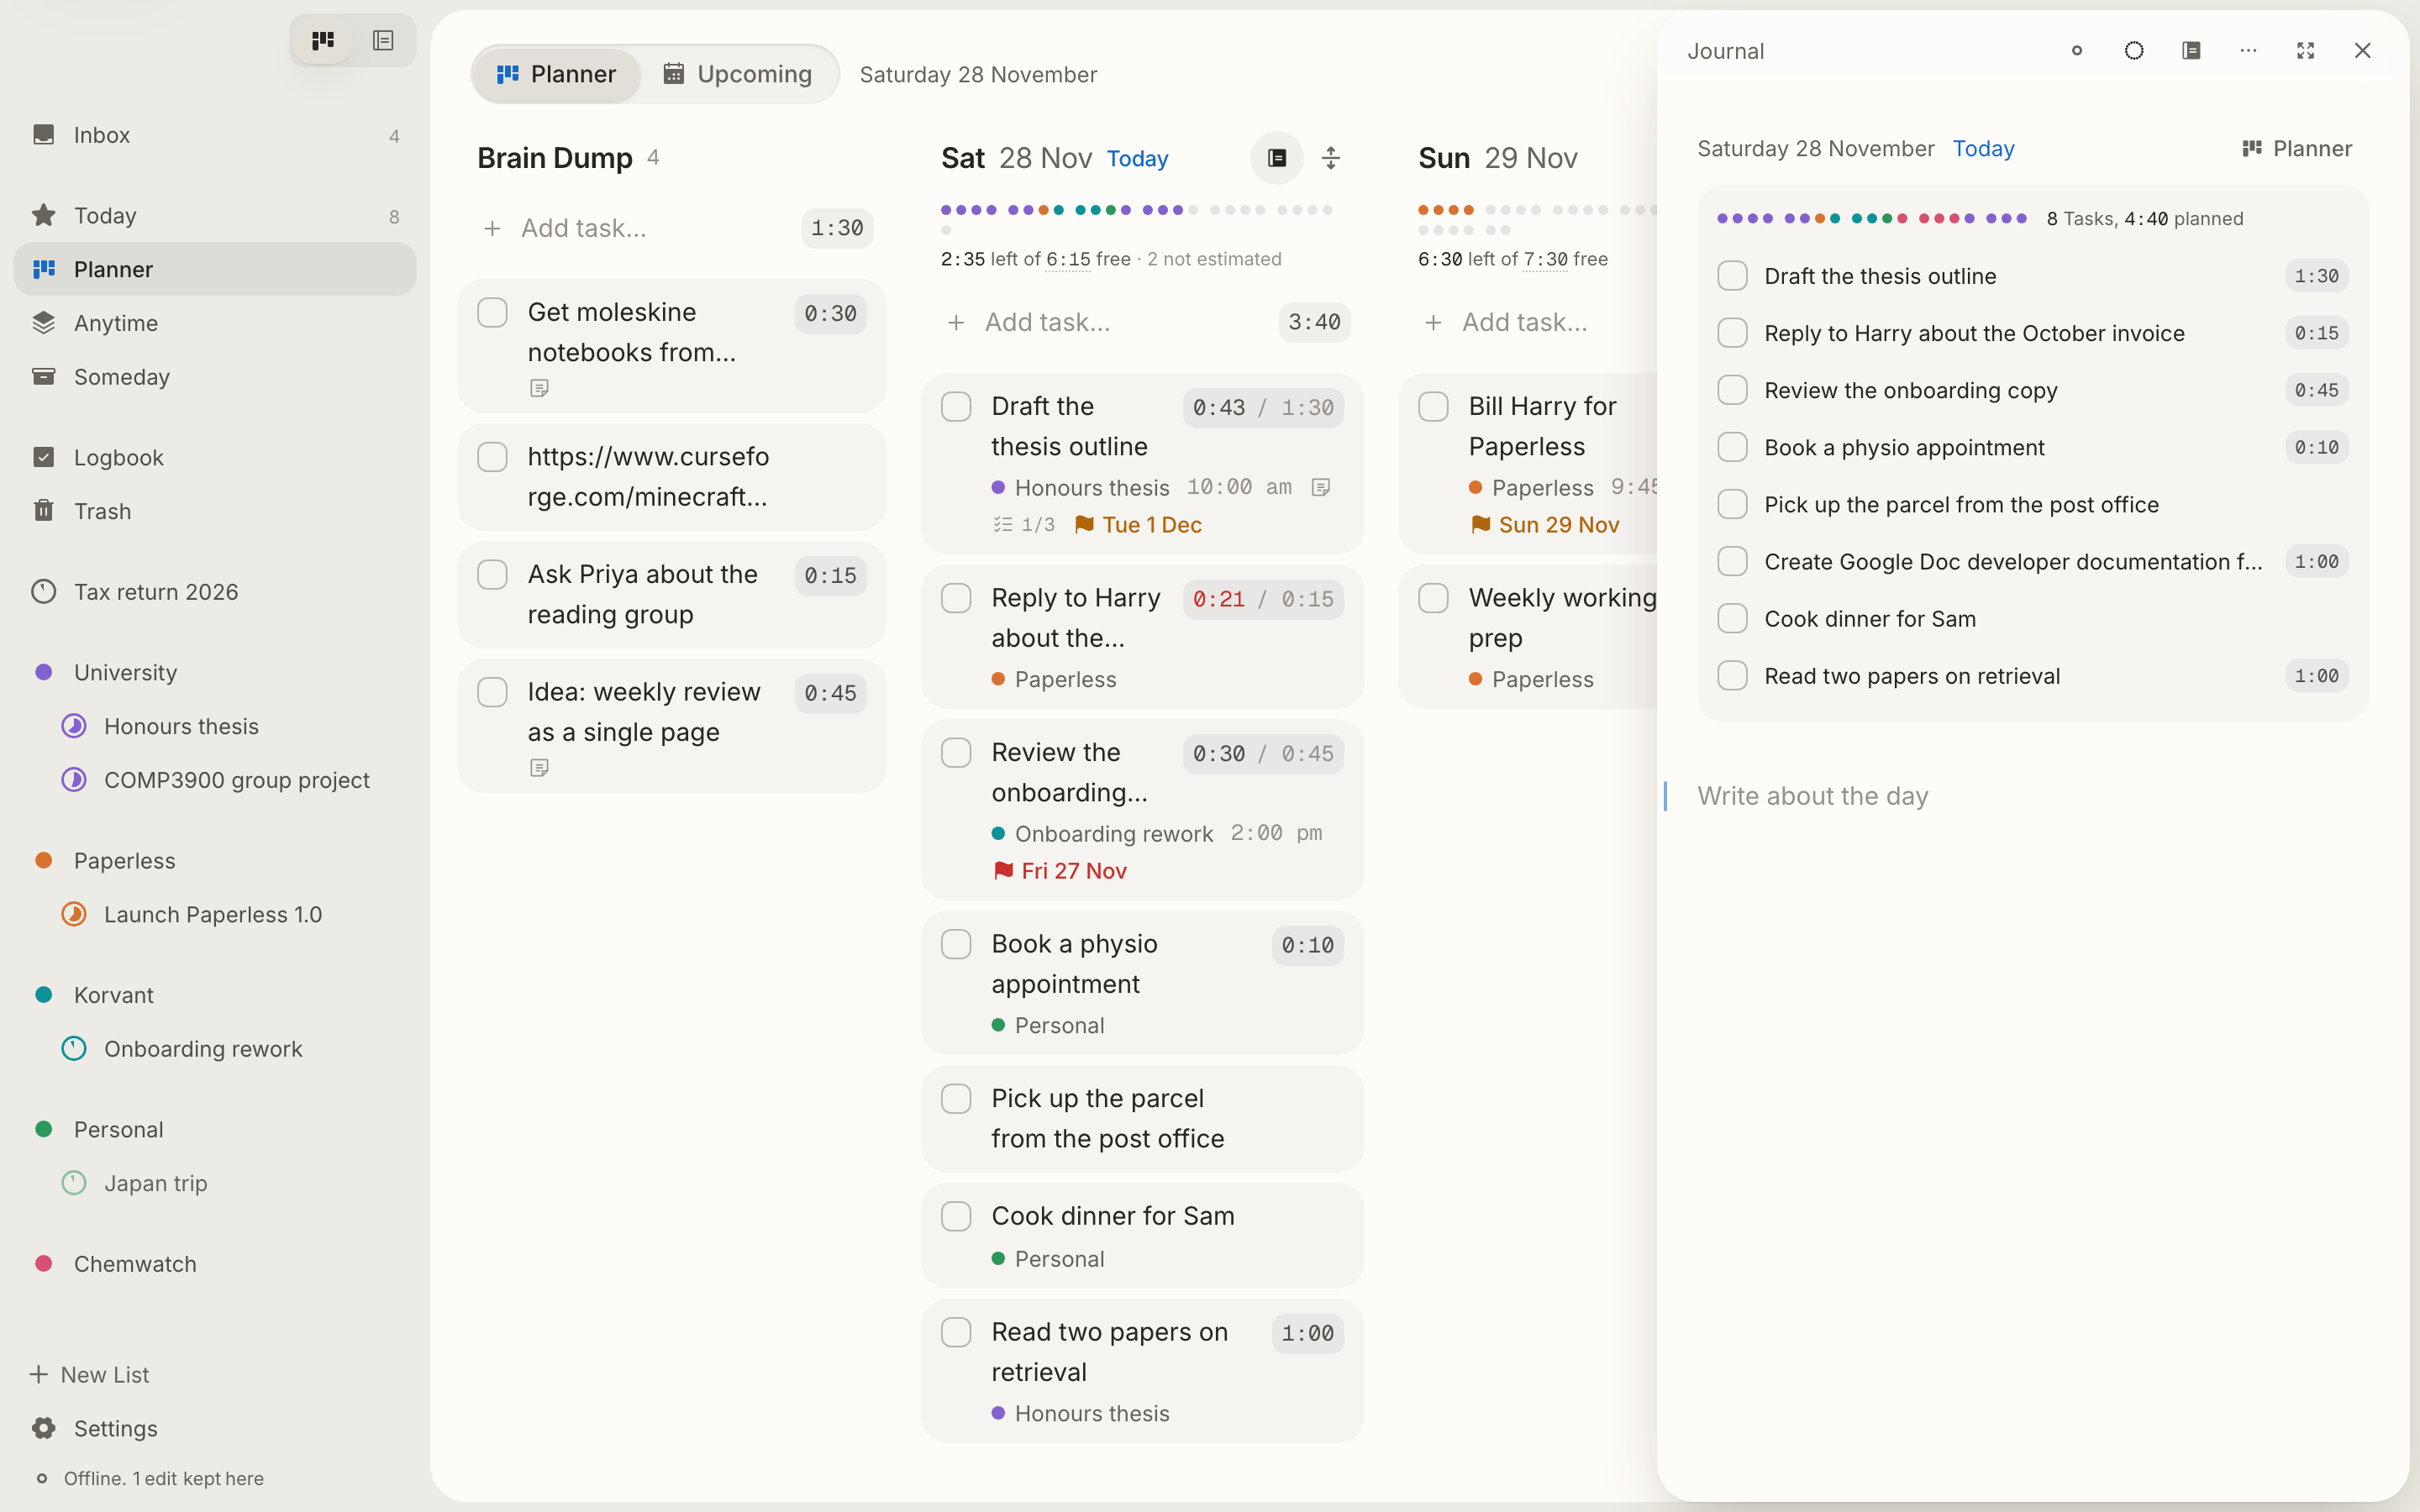 Inbox 4
Today 8
Planner
Anytime
Someday
Logbook
Trash
Tax return 2026
University
Honours thesis
COMP3900 group project
Paperless
Launch Paperless 1.0
Korvant
Onboarding rework
Personal
Japan trip
Chemwatch
New List
Settings
Offline. 1 edit kept here
Planner Upcoming Saturday 28 November
Brain Dump 4
Add task... 1:30
Get moleskine 0:30
notebooks from...
https://www.cursefo
rge.com/minecraft...
Ask Priya about the 0:15
reading group
Idea: weekly review 0:45
as a single page
Sat 28 Nov Today
2:35 left of 6:15 free · 2 not estimated
Add task... 3:40
Draft the 0:43 / 1:30
thesis outline
Honours thesis 10:00 am
1/3 Tue 1 Dec
Reply to Harry 0:21 / 0:15
about the...
Paperless
Review the 0:30 / 0:45
onboarding...
Onboarding rework 2:00 pm
Fri 27 Nov
Book a physio 0:10
appointment
Personal
Pick up the parcel
from the post office
Cook dinner for Sam
Personal
Read two papers on 1:00
retrieval
Honours thesis
Sun 29 Nov
6:30 left of 7:30 free
Add task...
Bill Harry for
Paperless
Paperless 9:45
Sun 29 Nov
Weekly working
prep
Paperless
Journal
Saturday 28 November Today Planner
8 Tasks, 4:40 planned
Draft the thesis outline 1:30
Reply to Harry about the October invoice 0:15
Review the onboarding copy 0:45
Book a physio appointment 0:10
Pick up the parcel from the post office
Create Google Doc developer documentation f... 1:00
Cook dinner for Sam
Read two papers on retrieval 1:00
Write about the day